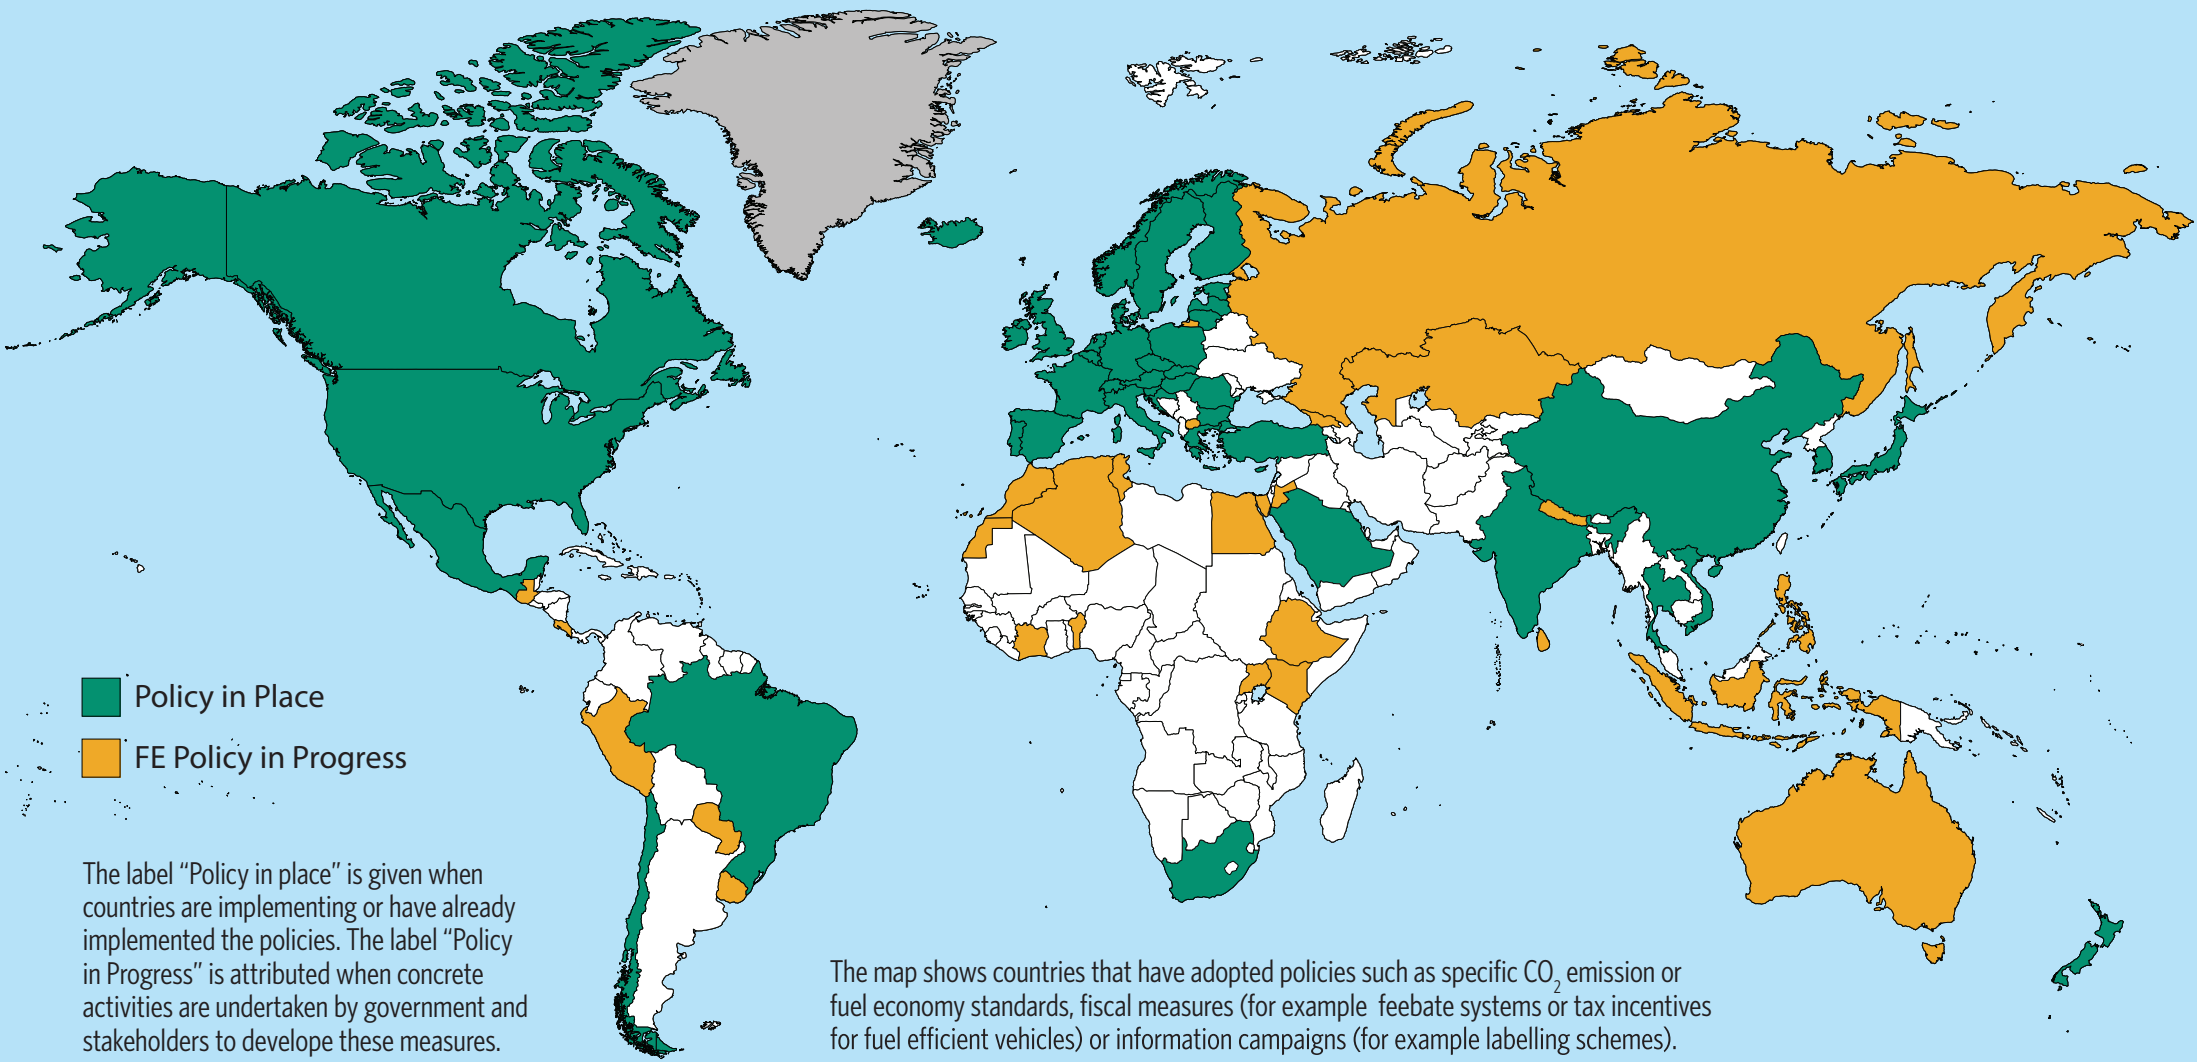 Policy in Place
FE Policy in Progress
The label “Policy in place” is given when
countries are implementing or have already
implemented the policies. The label “Policy
in Progress” is attributed when concrete
activities are undertaken by government and
stakeholders to develope these measures.
The map shows countries that have adopted policies such as specific CO₂ emission or
fuel economy standards, fiscal measures (for example feebate systems or tax incentives
for fuel efficient vehicles) or information campaigns (for example labelling schemes).